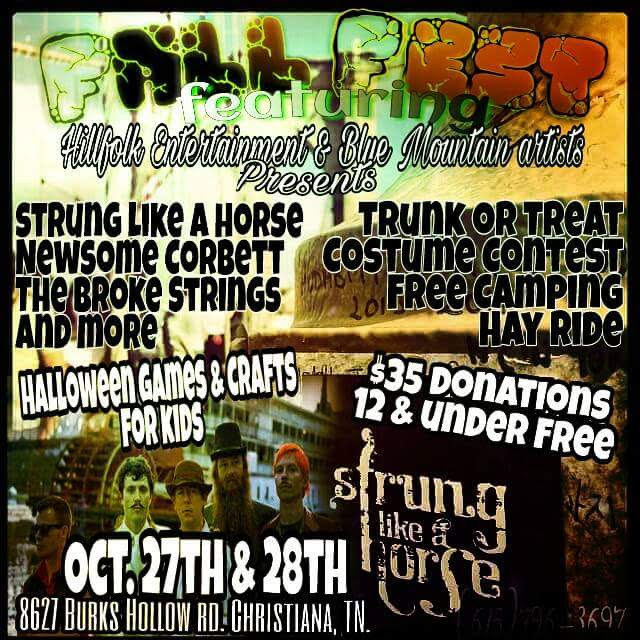 FALL FEST
featuring
Hillfolk Entertainment & Blue Mountain artists
Presents
STRUNG LIKE A HORSE
NEWSOME CORBETT
THE BROKE STRINGS
AND MORE
TRUNK OR TREAT
COSTUME CONTEST
FREE CAMPING
HAY RIDE
HALLOWEEN GAMES & CRAFTS
FOR KIDS
$35 DONATIONS
12 & UNDER FREE
strung
like a
horse
OCT. 27TH & 28TH
8627 BURKS HOLLOW RD. CHRISTIANA, TN.